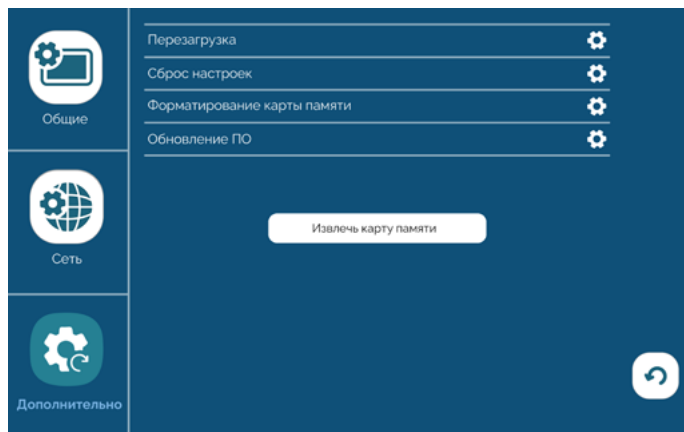 Общие
Сеть
Дополнительно
Перезагрузка
Сброс настроек
Форматирование карты памяти
Обновление ПО
Извлечь карту памяти